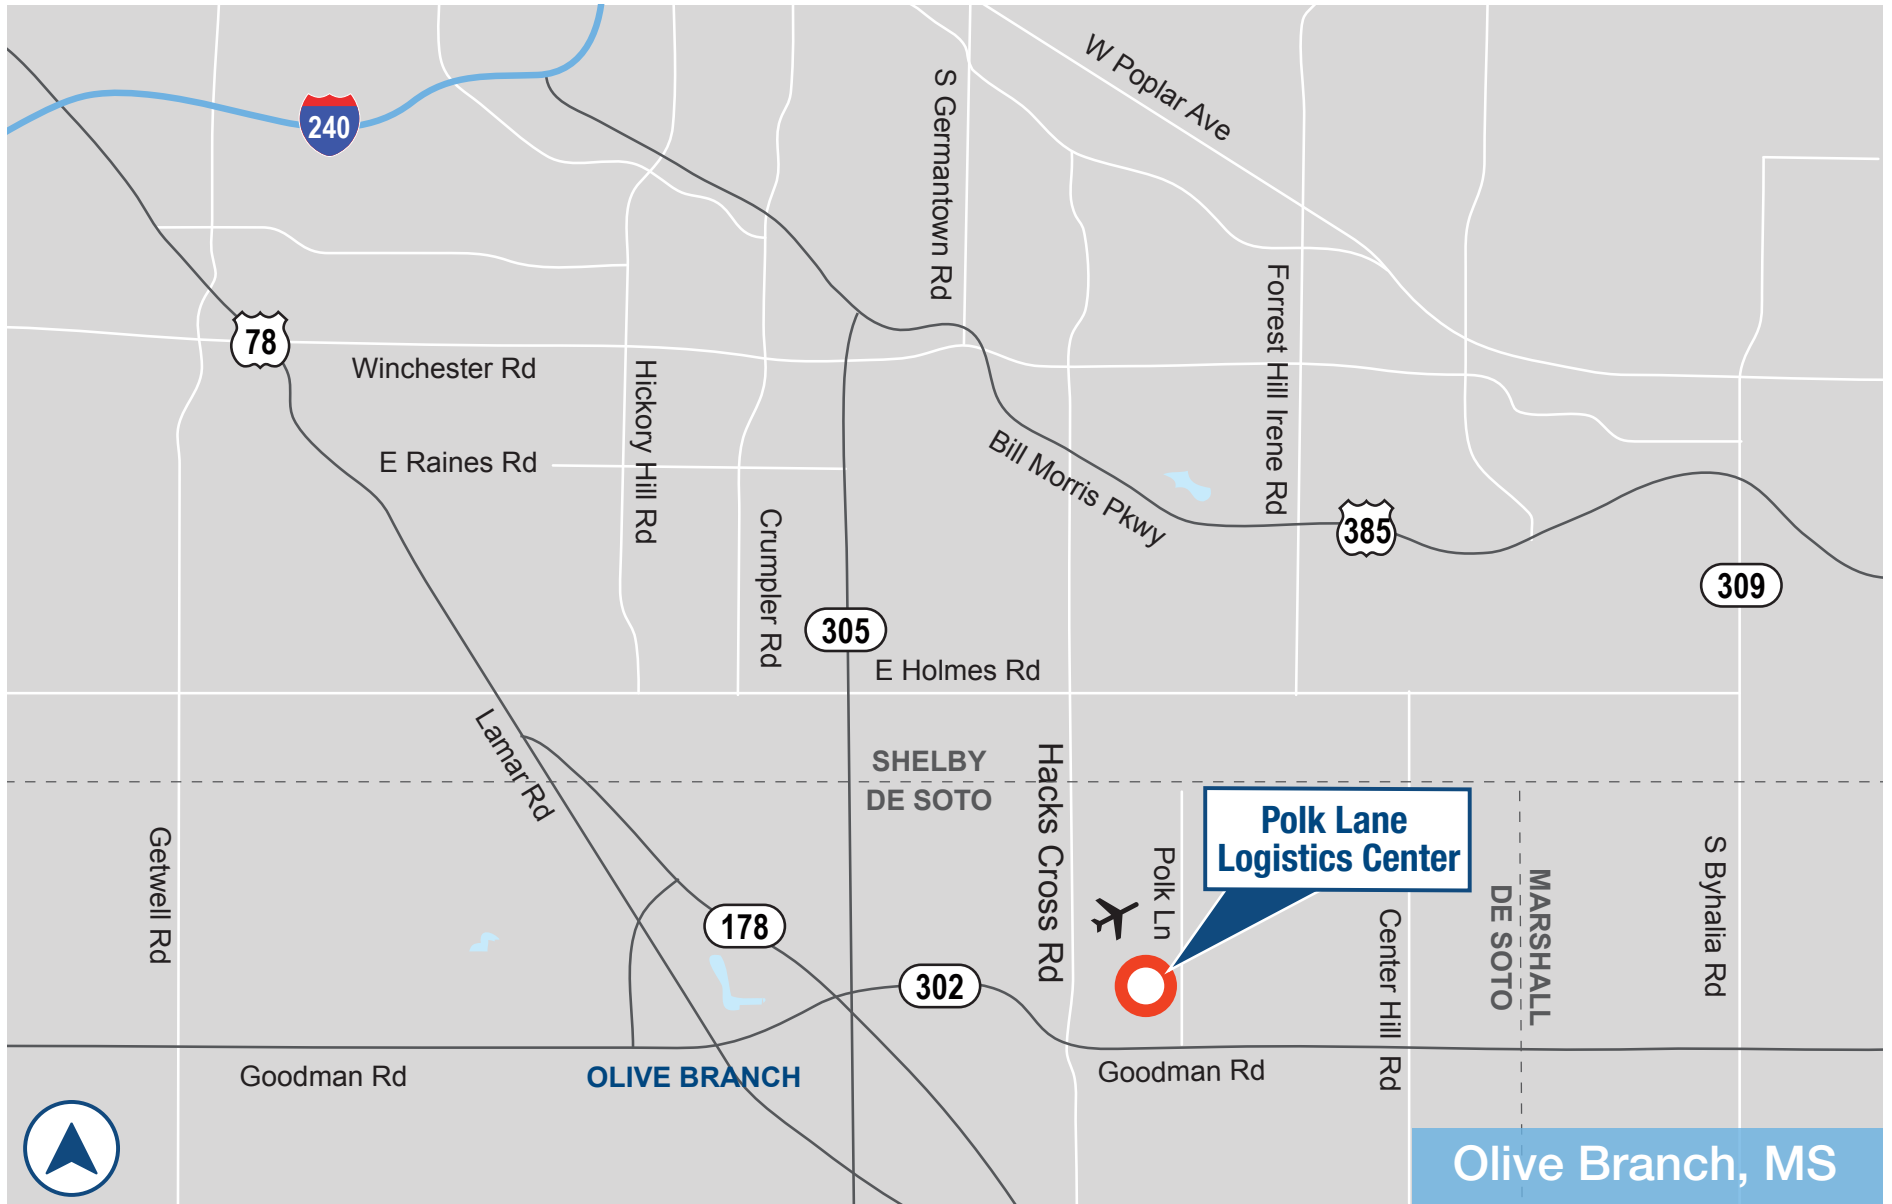 W Poplar Ave
S Germantown Rd
240
Forrest Hill Irene Rd
78
Winchester Rd
Hickory Hill Rd
E Raines Rd
Bill Morris Pkwy
385
Crumpler Rd
309
305
E Holmes Rd
Lamar Rd
SHELBY
DE SOTO
Hacks Cross Rd
Polk Lane
Logistics Center
Getwell Rd
Polk Ln
S Byhalia Rd
MARSHALL
DE SOTO
Center Hill Rd
178
302
Goodman Rd
OLIVE BRANCH
Goodman Rd
Olive Branch, MS